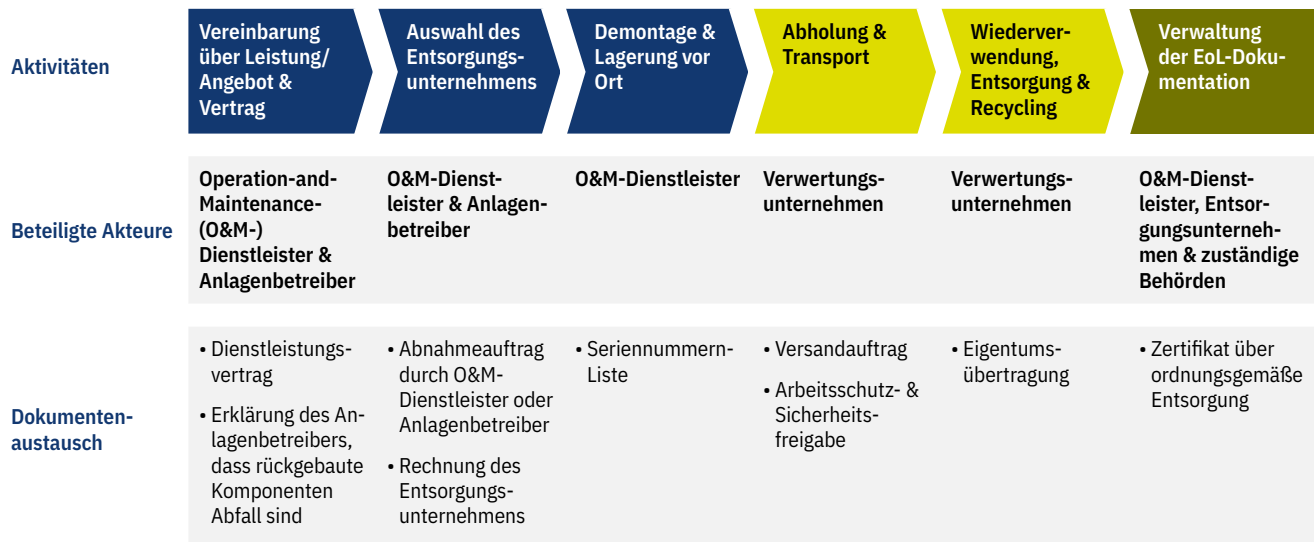 Aktivitäten
Vereinbarung
über Leistung/
Angebot &
Vertrag
Auswahl des
Entsorgungs-
unternehmens
Demontage &
Lagerung vor
Ort
Abholung &
Transport
Wiederver-
wendung,
Entsorgung &
Recycling
Verwaltung
der EoL-Doku-
mentation
Beteiligte Akteure
Operation-and-
Maintenance-
(O&M-)
Dienstleister &
Anlagenbetreiber
O&M-Dienst-
leister & Anlagen-
betreiber
O&M-Dienstleister
Verwertungs-
unternehmen
Verwertungs-
unternehmen
O&M-Dienst-
leister, Entsor-
gungsunterneh-
men & zuständige
Behörden
Dokumenten-
austausch
• Dienstleistungs-
vertrag
• Erklärung des An-
lagenbetreibers,
dass rückgebaute
Komponenten
Abfall sind
• Abnahmeauftrag
durch O&M-
Dienstleister oder
Anlagenbetreiber
• Rechnung des
Entsorgungs-
unternehmens
• Seriennummern-
Liste
• Versandauftrag
• Arbeitsschutz- &
Sicherheits-
freigabe
• Eigentums-
übertragung
• Zertifikat über
ordnungsgemäße
Entsorgung